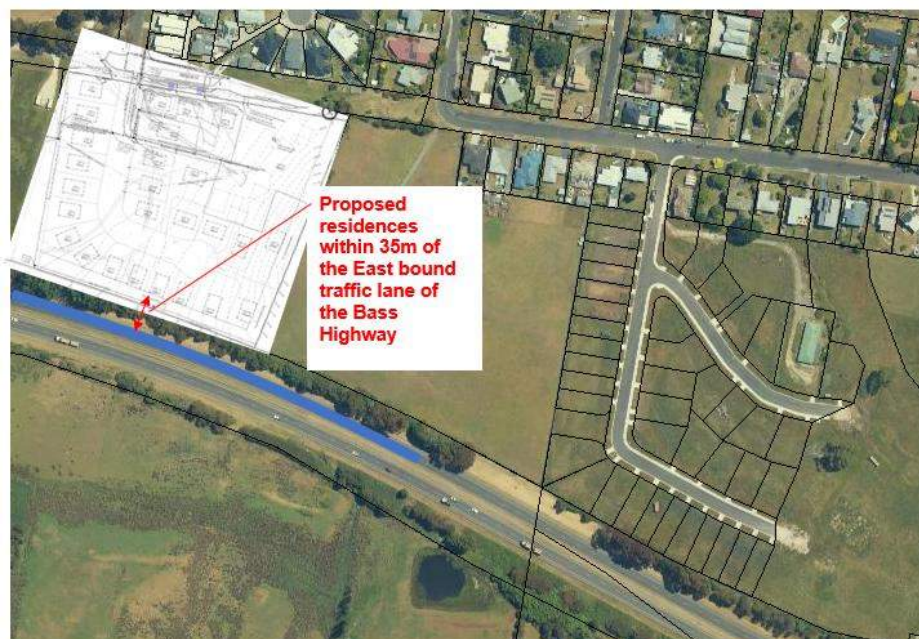 Proposed
residences
within 35m of
the East bound
traffic lane of
the Bass
Highway